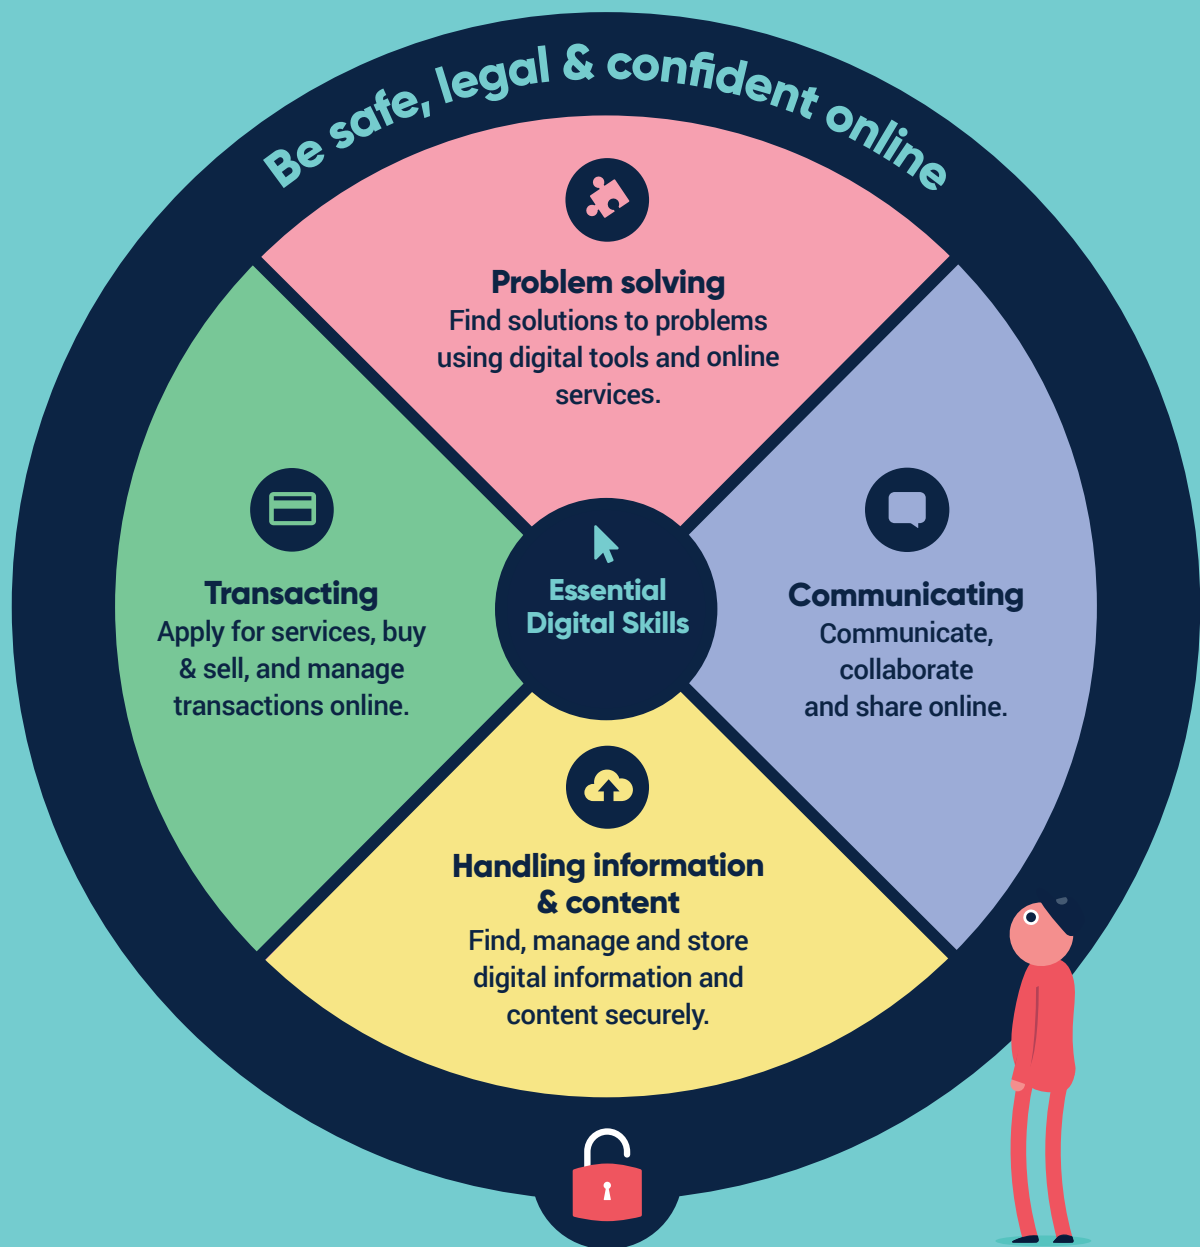 Be safe, legal & confident online
Problem solving
Find solutions to problems
using digital tools and online
services.
Transacting
Apply for services, buy
& sell, and manage
transactions online.
Essential
Digital Skills
Communicating
Communicate,
collaborate
and share online.
Handling information
& content
Find, manage and store
digital information and
content securely.